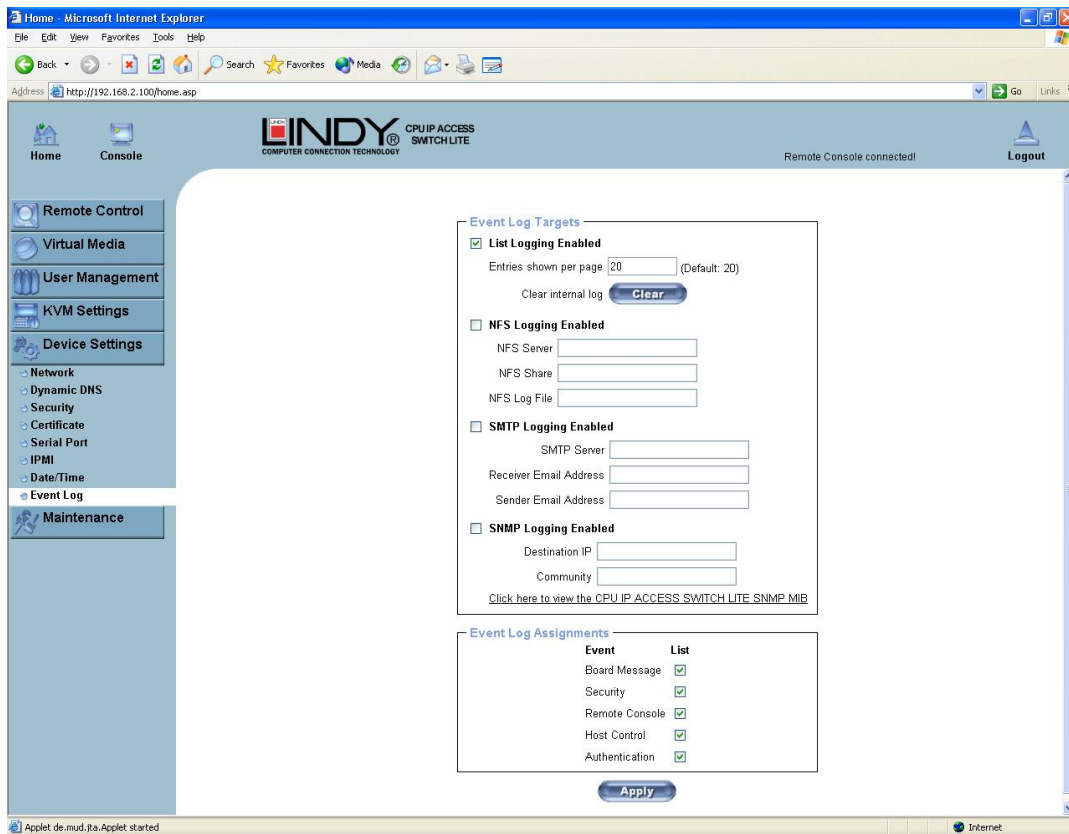 Home - Microsoft Internet Explorer
File Edit View Favorites Tools Help
Back Search Favorites Media
Address http://192.168.2.100/home.asp Go Links
Home Console
LINDY
LINDY® CPU IP ACCESS SWITCH LITE
COMPUTER CONNECTION TECHNOLOGY
Remote Console connected!
Logout
Remote Control
Virtual Media
User Management
KVM Settings
Device Settings
Network
Dynamic DNS
Security
Certificate
Serial Port
IPMI
Date/Time
Event Log
Maintenance
Event Log Targets
List Logging Enabled
Entries shown per page 20 (Default: 20)
Clear internal log Clear
NFS Logging Enabled
NFS Server
NFS Share
NFS Log File
SMTP Logging Enabled
SMTP Server
Receiver Email Address
Sender Email Address
SNMP Logging Enabled
Destination IP
Community
Click here to view the CPU IP ACCESS SWITCH LITE SNMP MIB
Event Log Assignments
Event List
Board Message
Security
Remote Console
Host Control
Authentication
Apply
Applet de.mud.jta.Applet started
Internet